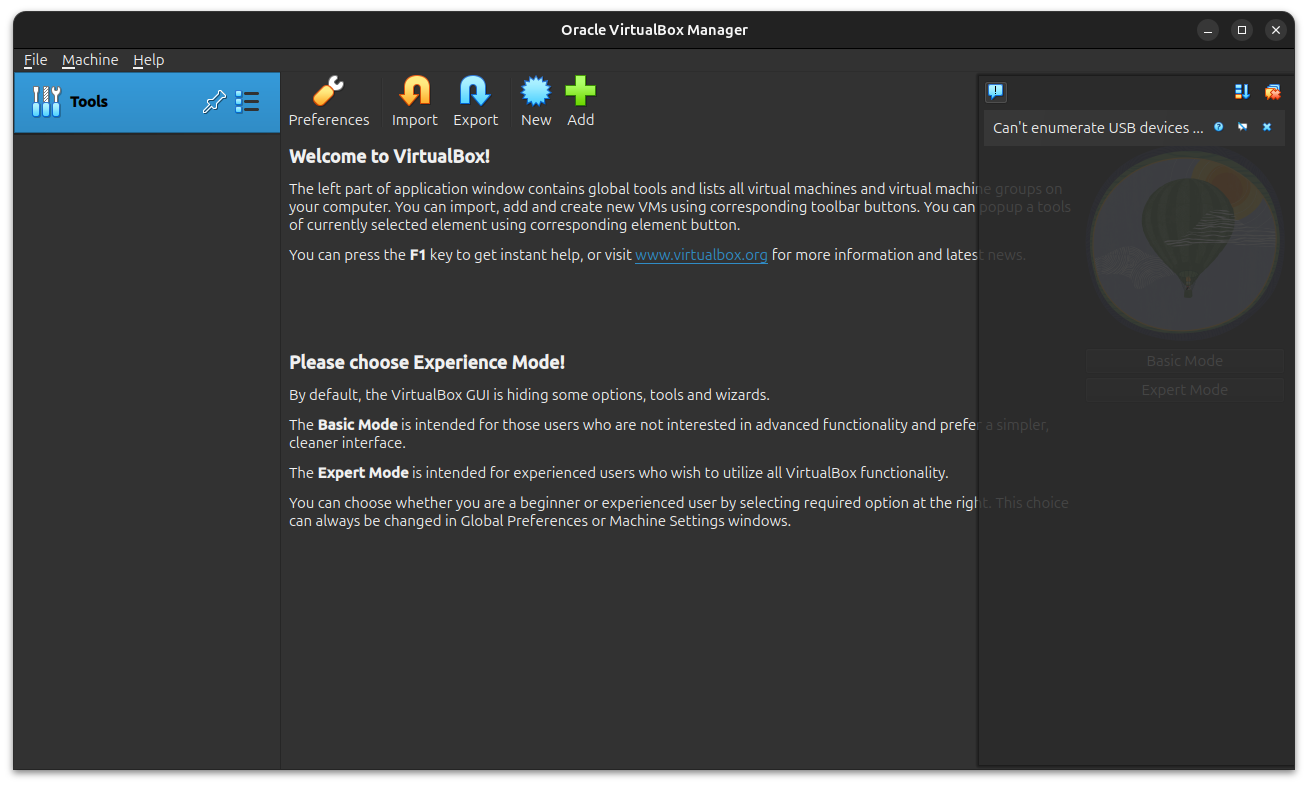 Oracle VirtualBox Manager
File Machine Help
Tools
Preferences Import Export New Add
Can't enumerate USB devices ...
Welcome to VirtualBox!
The left part of application window contains global tools and lists all virtual machines and virtual machine groups on
your computer. You can import, add and create new VMs using corresponding toolbar buttons. You can popup a tools
of currently selected element using corresponding element button.
You can press the F1 key to get instant help, or visit www.virtualbox.org for more information and latest news.
Please choose Experience Mode!
By default, the VirtualBox GUI is hiding some options, tools and wizards.
The Basic Mode is intended for those users who are not interested in advanced functionality and prefer a simpler,
cleaner interface.
The Expert Mode is intended for experienced users who wish to utilize all VirtualBox functionality.
You can choose whether you are a beginner or experienced user by selecting required option at the right. This choice
can always be changed in Global Preferences or Machine Settings windows.
Basic Mode
Expert Mode